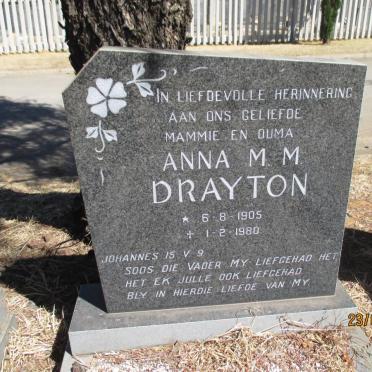 IN LIEFDEVOLLE HERINNERING
AAN ONS GELIEFDE
MAMMIE EN OUMA
ANNA M M
DRAYTON
* 6-8-1905
+ 1-2-1980
JOHANNES 15 V 9
SOOS DIE VADER MY LIEFGEHAD HET
HET EK JULLE OOK LIEFGEHAD.
BLY IN HIERDIE LIEFDE VAN MY.